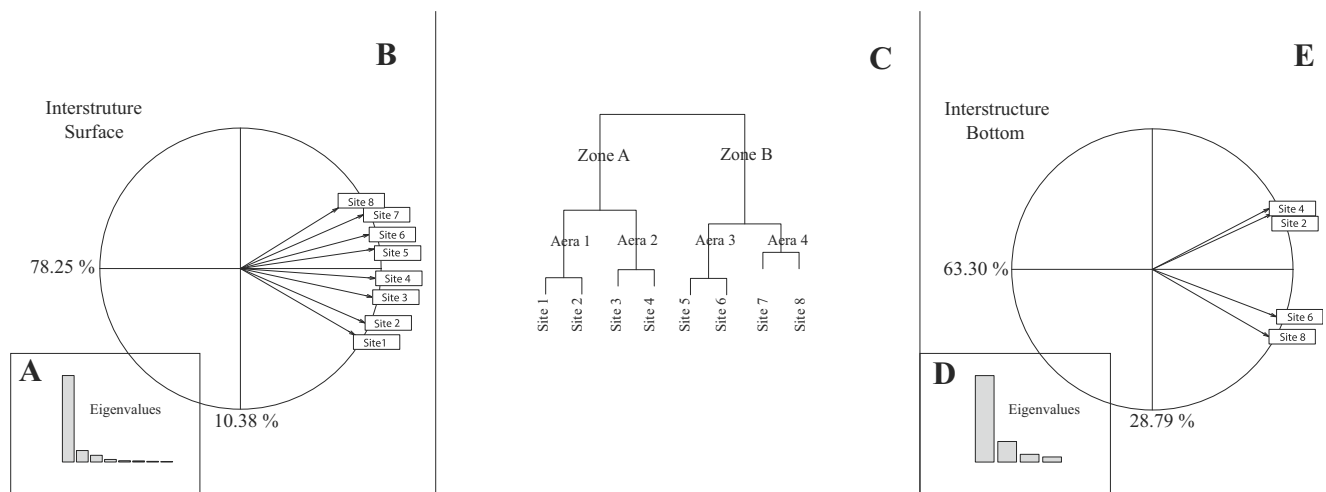 B
Interstruture
Surface
Site 8
Site 7
Site 6
Site 5
Site 4
Site 3
Site 2
Site1
78.25 %
10.38 %
A
Eigenvalues
C
Zone A
Zone B
Aera 1
Aera 2
Aera 3
Aera 4
Site 1
Site 2
Site 3
Site 4
Site 5
Site 6
Site 7
Site 8
E
Interstructure
Bottom
Site 4
Site 2
Site 6
Site 8
63.30 %
28.79 %
D
Eigenvalues